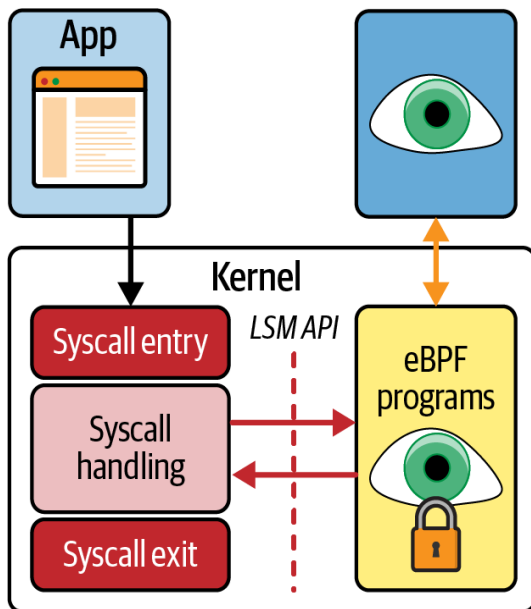 App
Kernel
Syscall entry
LSM API
eBPF
programs
Syscall
handling
Syscall exit